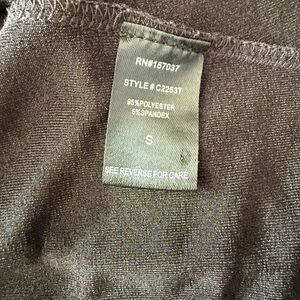 RN#157037
STYLE # C2253T
95%POLYESTER
5%SPANDEX
S
SEE REVERSE FOR CARE